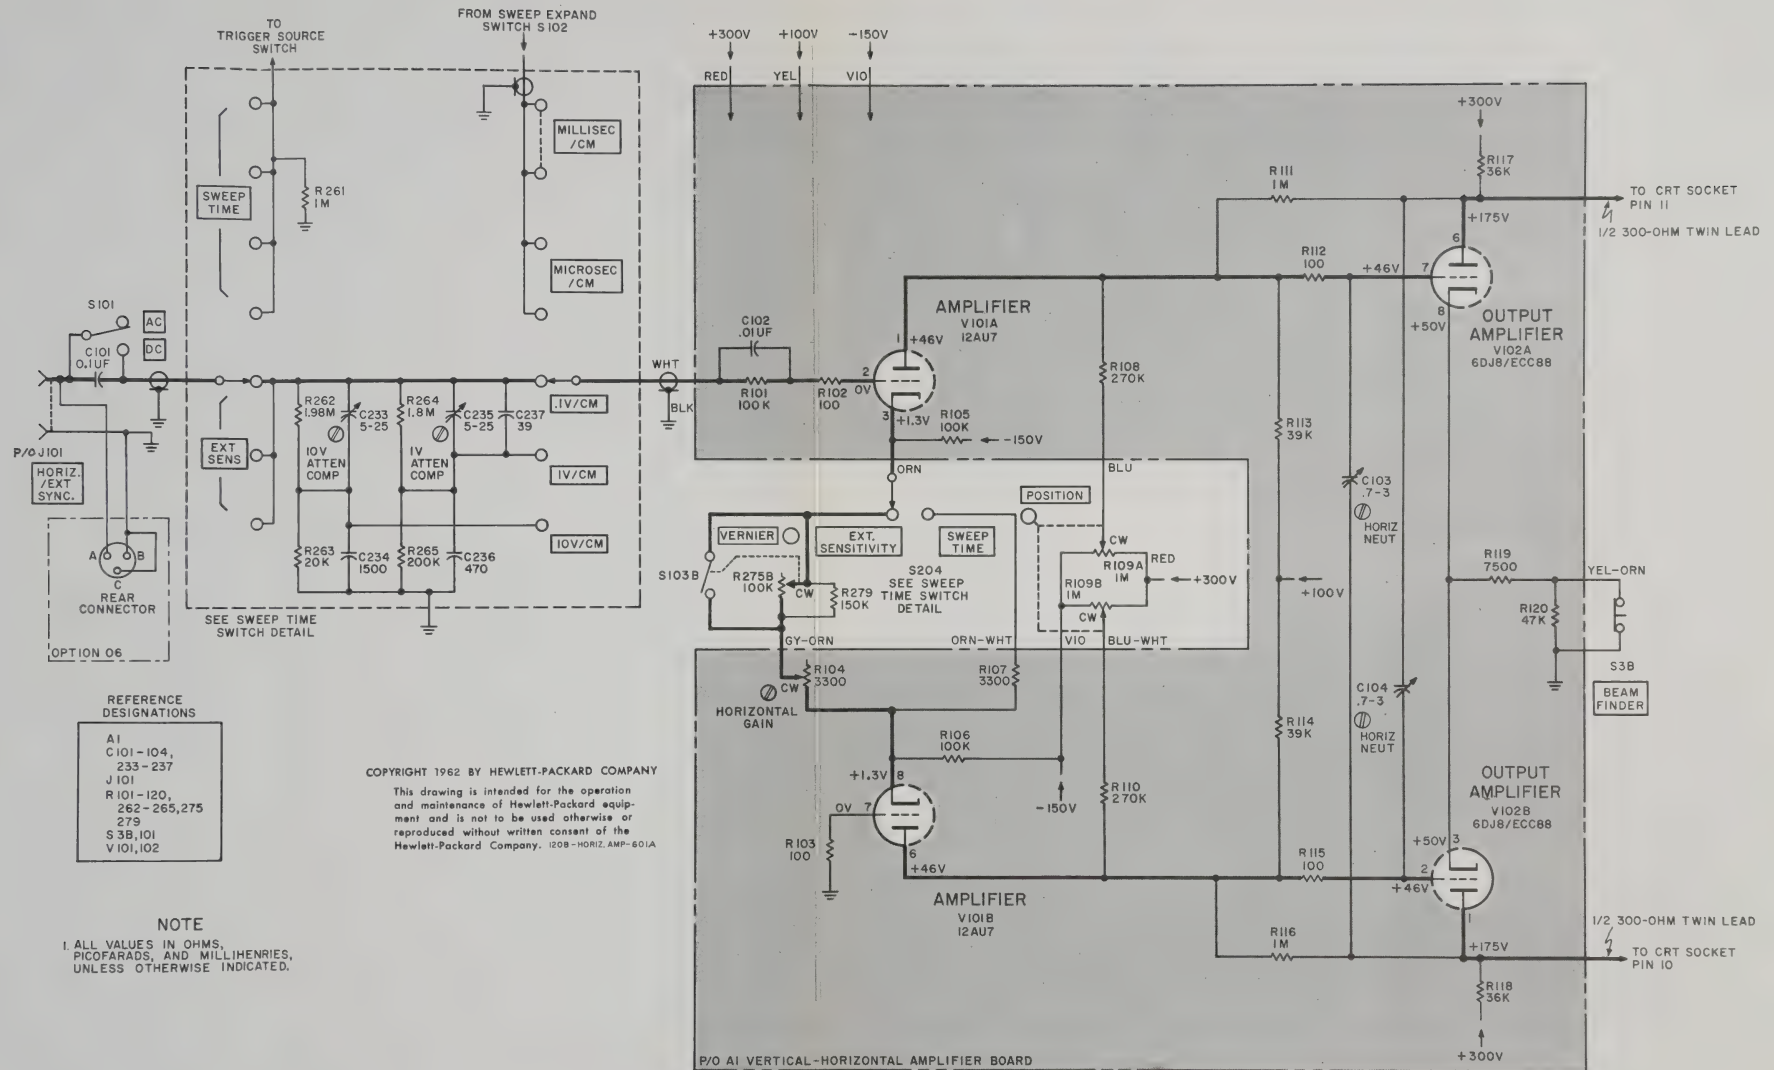 TO
TRIGGER SOURCE
SWITCH
FROM SWEEP EXPAND
SWITCH S102
+300V
+100V
-150V
RED
YEL
VIO
MILLISEC
/CM
SWEEP
TIME
R261
1M
MICROSEC
/CM
S101
AC
DC
C101
0.1UF
P/O J101
HORIZ.
/EXT
SYNC.
EXT
SENS
R262
1.98M
C233
5-25
10V
ATTEN
COMP
R264
1.8M
C235
5-25
1V
ATTEN
COMP
C237
39
.1V/CM
1V/CM
10V/CM
R263
20K
C234
1500
R265
200K
C236
470
SEE SWEEP TIME
SWITCH DETAIL
A
B
C
REAR
CONNECTOR
OPTION 06
WHT
BLK
C102
.01UF
R101
100K
R102
100
2
0V
1
+46V
3
+1.3V
AMPLIFIER
V101A
12AU7
R105
100K
-150V
ORN
BLU
R108
270K
R111
1M
R112
100
+46V
7
6
8
+50V
+175V
+300V
R117
36K
TO CRT SOCKET
PIN 11
1/2 300-OHM TWIN LEAD
OUTPUT
AMPLIFIER
V102A
6DJ8/ECC88
R113
39K
C103
.7-3
HORIZ
NEUT
+100V
R119
7500
YEL-ORN
R120
47K
S3B
BEAM
FINDER
VERNIER
EXT.
SENSITIVITY
SWEEP
TIME
POSITION
S103B
R275B
100K
CW
R279
150K
S204
SEE SWEEP
TIME SWITCH
DETAIL
CW
R109A
1M
RED
+300V
R109B
1M
CW
GY-ORN
ORN-WHT
VIO
BLU-WHT
R104
3300
CW
HORIZONTAL
GAIN
R107
3300
R106
100K
-150V
R110
270K
R114
39K
C104
.7-3
HORIZ
NEUT
+1.3V
8
0V
7
R103
100
6
+46V
AMPLIFIER
V101B
12AU7
R115
100
+46V
2
+50V
3
1
+175V
OUTPUT
AMPLIFIER
V102B
6DJ8/ECC88
R116
1M
R118
36K
+300V
1/2 300-OHM TWIN LEAD
TO CRT SOCKET
PIN 10
REFERENCE
DESIGNATIONS
A1
C101-104,
233-237
J101
R101-120,
262-265,275
279
S3B,101
V101,102
COPYRIGHT 1962 BY HEWLETT-PACKARD COMPANY
This drawing is intended for the operation
and maintenance of Hewlett-Packard equip-
ment and is not to be used otherwise or
reproduced without written consent of the
Hewlett-Packard Company. 120B-HORIZ. AMP-601A
NOTE
1. ALL VALUES IN OHMS,
PICOFARADS, AND MILLIHENRIES,
UNLESS OTHERWISE INDICATED.
P/O A1 VERTICAL-HORIZONTAL AMPLIFIER BOARD